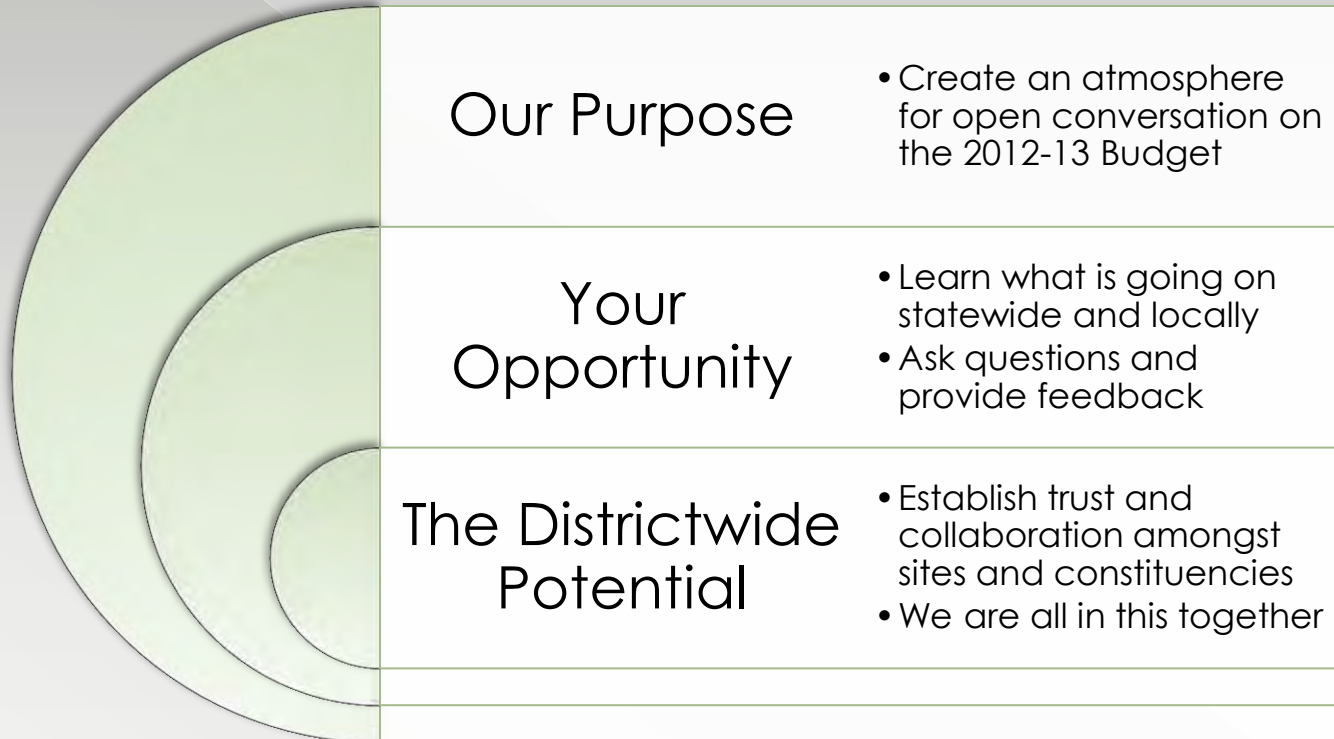 Our Purpose
• Create an atmosphere
for open conversation on
the 2012-13 Budget
Your
Opportunity
• Learn what is going on
statewide and locally
• Ask questions and
provide feedback
The Districtwide
Potential
• Establish trust and
collaboration amongst
sites and constituencies
• We are all in this together